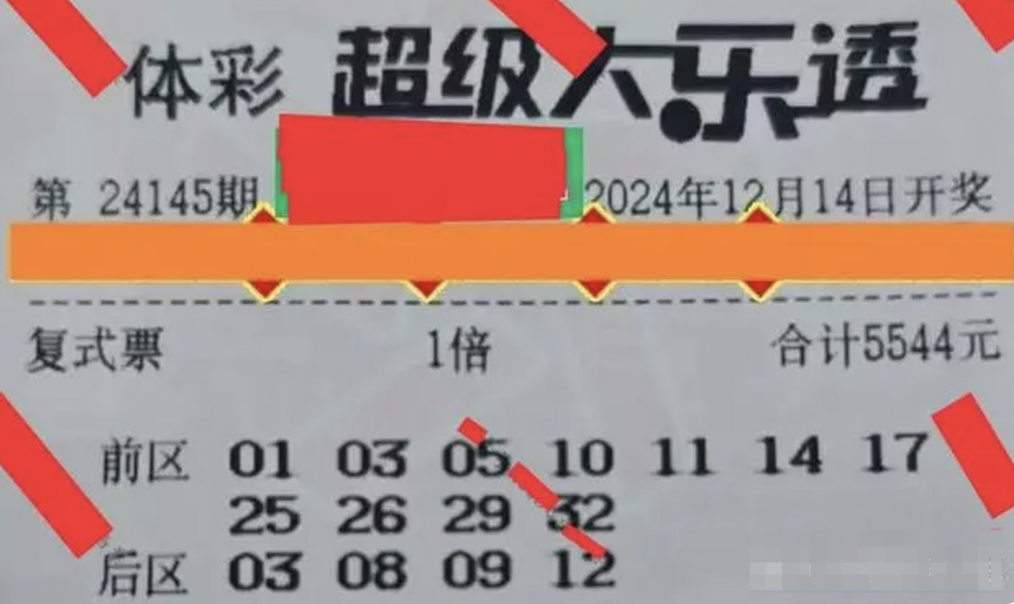 体彩 超级大乐透
第 24145期 2024年12月14日开奖
复式票 1倍 合计5544元
前区 01 03 05 10 11 14 17
25 26 29 32
后区 03 08 09 12